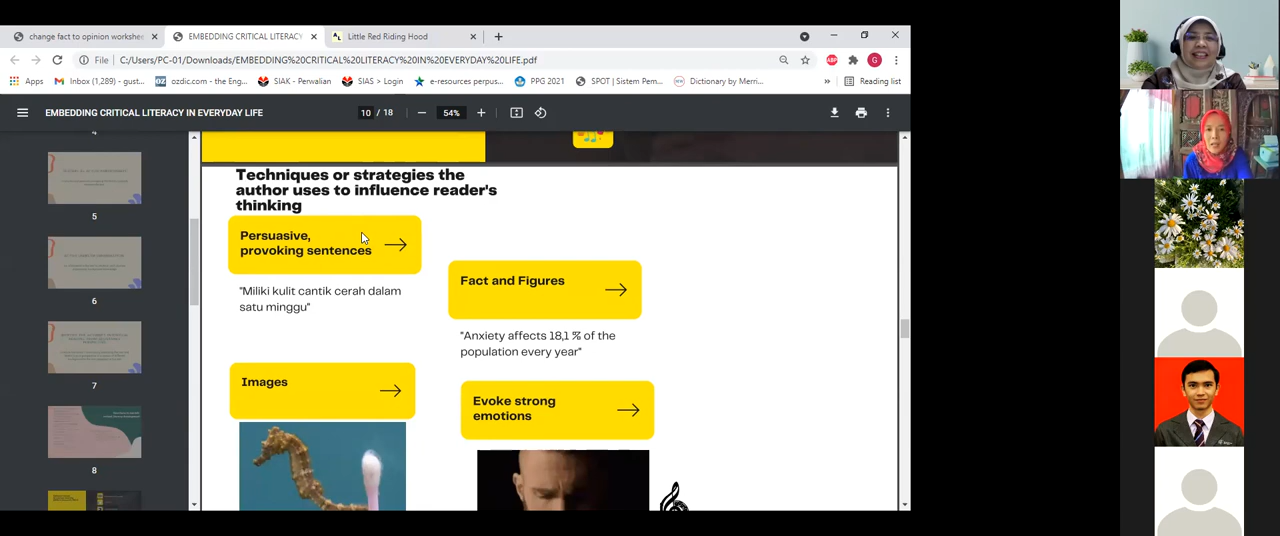 change fact to opinion workshee
EMBEDDING CRITICAL LITERACY
Little Red Riding Hood
File
C:/Users/PC-01/Downloads/EMBEDDING%20CRITICAL%20LITERACY%20IN%20EVERYDAY%20LIFE.pdf
Apps
Inbox (1,289) - gust...
ozdic.com - the Eng...
SIAK - Perwalian
SIAS > Login
e-resources perpus...
PPG 2021
SPOT | Sistem Pem...
Dictionary by Merri...
Reading list
EMBEDDING CRITICAL LITERACY IN EVERYDAY LIFE
10 / 18
54%
4
5
6
7
8
Techniques or strategies the
author uses to influence reader's
thinking
Persuasive,
provoking sentences
"Miliki kulit cantik cerah dalam
satu minggu"
Fact and Figures
"Anxiety affects 18,1 % of the
population every year"
Images
Evoke strong
emotions